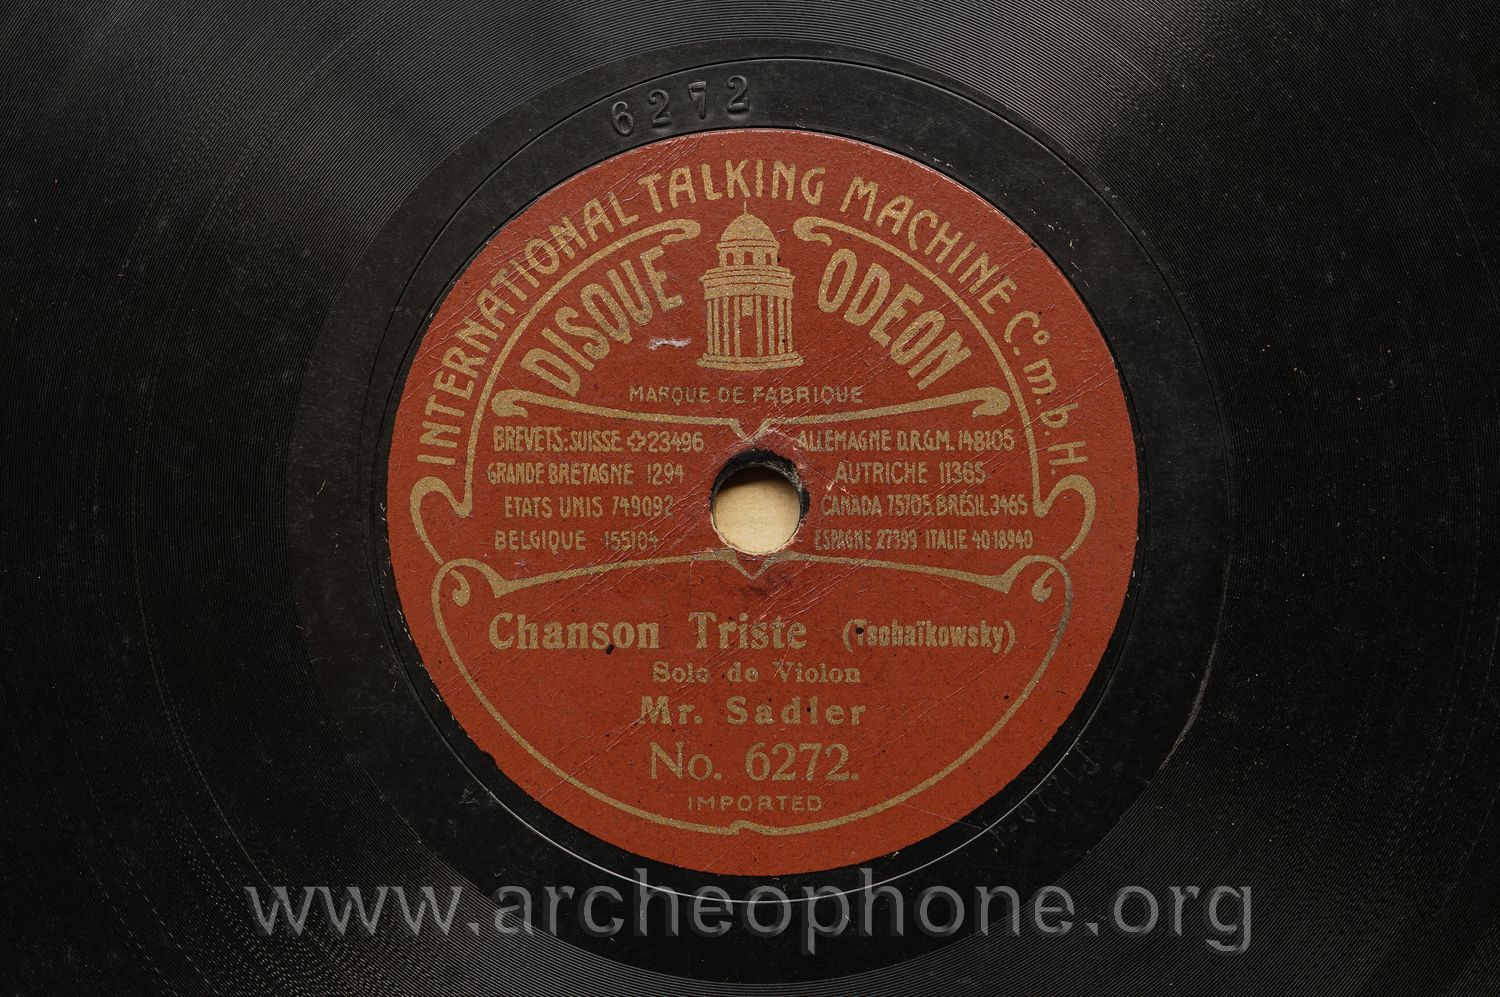 6272
INTERNATIONAL TALKING MACHINE Co. m. b. H.
DISQUE ODEON
MARQUE DE FABRIQUE
BREVETS: SUISSE 23496
GRANDE BRETAGNE 1294
ETATS UNIS 749092
BELGIQUE 155104
ALLEMAGNE D.R.G.M. 148105
AUTRICHE 11365
CANADA 75705. BRÉSIL 3465
ESPAGNE 27399 ITALIE 40·18940
Chanson Triste (Tschaïkowsky)
Solo de Violon
Mr. Sadler
No. 6272.
IMPORTED
www.archeophone.org